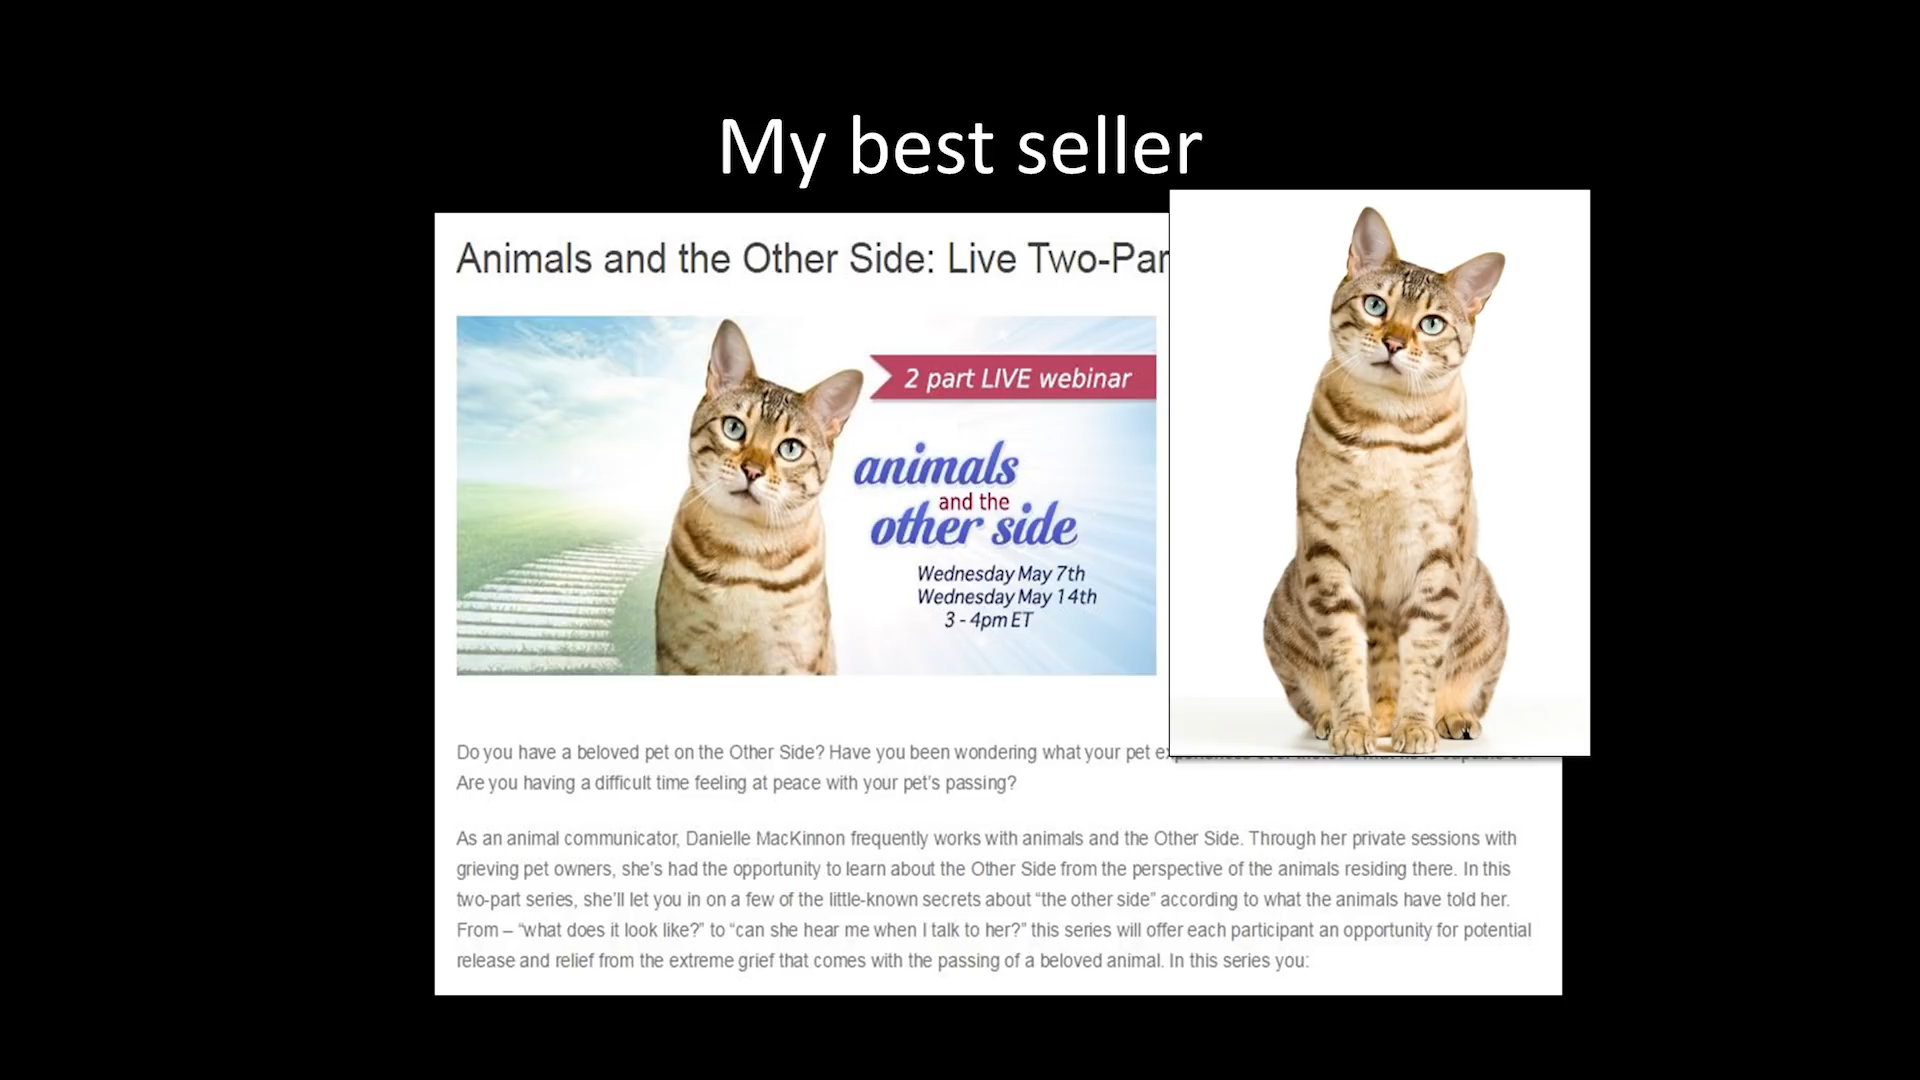 My best seller
Animals and the Other Side: Live Two-Par
2 part LIVE webinar
animals
and the
other side
Wednesday May 7th
Wednesday May 14th
3 - 4pm ET
Do you have a beloved pet on the Other Side? Have you been wondering what your pet
Are you having a difficult time feeling at peace with your pet's passing?
As an animal communicator, Danielle MacKinnon frequently works with animals and the Other Side. Through her private sessions with
grieving pet owners, she's had the opportunity to learn about the Other Side from the perspective of the animals residing there. In this
two-part series, she'll let you in on a few of the little-known secrets about “the other side” according to what the animals have told her.
From – “what does it look like?” to “can she hear me when I talk to her?” this series will offer each participant an opportunity for potential
release and relief from the extreme grief that comes with the passing of a beloved animal. In this series you: